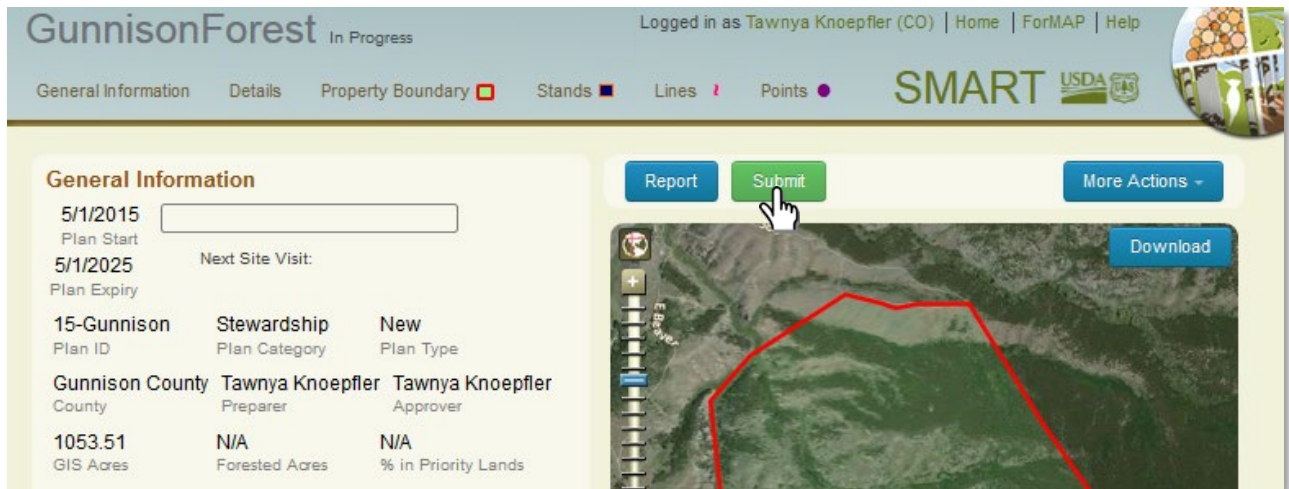 GunnisonForest In Progress
Logged in as Tawnya Knoepfler (CO) | Home | ForMAP | Help
General Information Details Property Boundary Stands Lines Points SMART USDA
General Information
5/1/2015
Plan Start
5/1/2025
Plan Expiry
Next Site Visit:
15-Gunnison Stewardship New
Plan ID Plan Category Plan Type
Gunnison County Tawnya Knoepfler Tawnya Knoepfler
County Preparer Approver
1053.51 N/A N/A
GIS Acres Forested Acres % in Priority Lands
Report Submit More Actions
Download
E Beaver